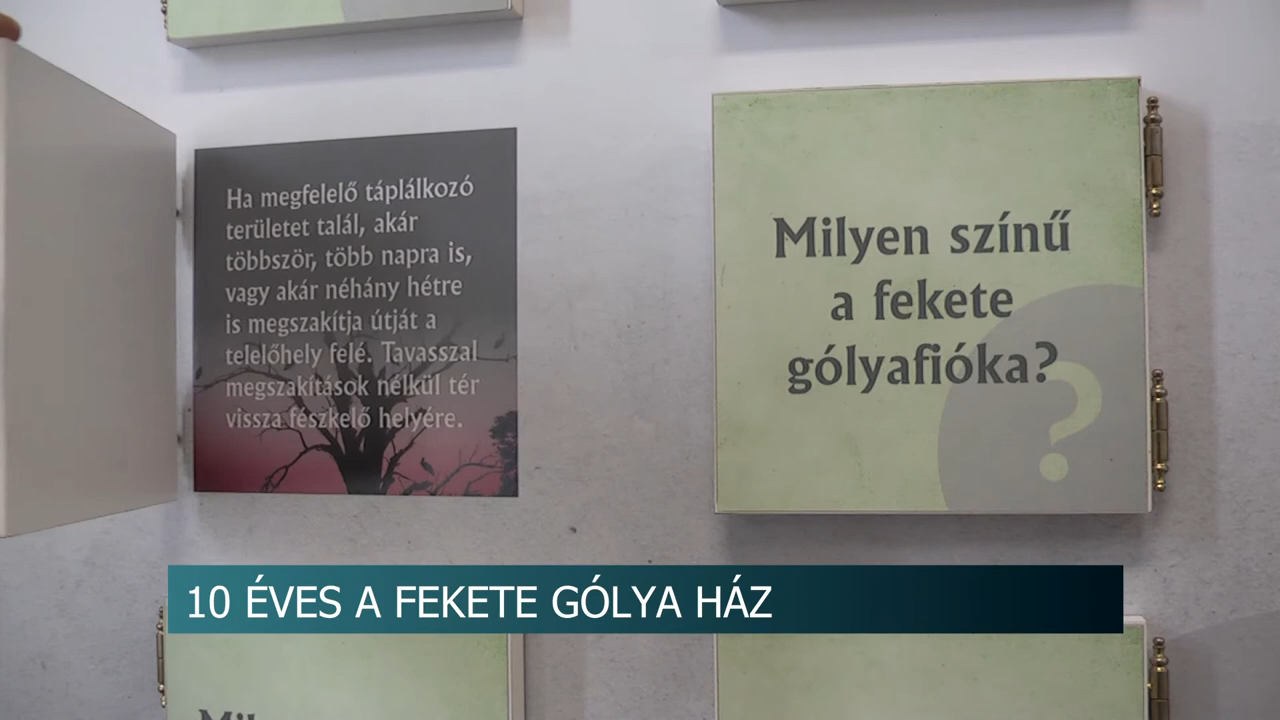 Ha megfelelő táplálkozó
területet talál, akár
többször, több napra is,
vagy akár néhány hétre
is megszakítja útját a
telelőhely felé. Tavasszal
megszakítások nélkül tér
vissza fészkelő helyére.
Milyen színű
a fekete
gólyafióka?
?
10 ÉVES A FEKETE GÓLYA HÁZ